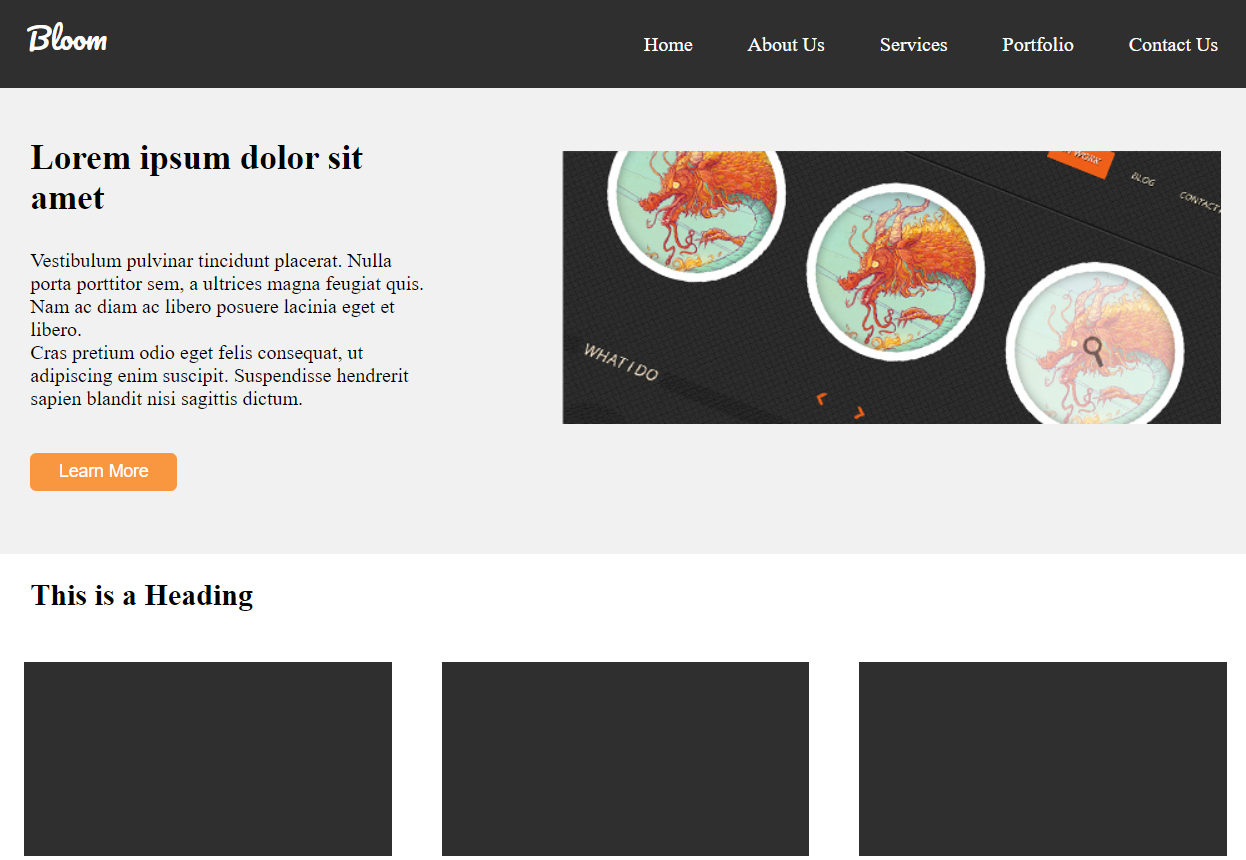 Bloom
Home About Us Services Portfolio Contact Us
Lorem ipsum dolor sit
amet
Vestibulum pulvinar tincidunt placerat. Nulla
porta porttitor sem, a ultrices magna feugiat quis.
Nam ac diam ac libero posuere lacinia eget et
libero.
Cras pretium odio eget felis consequat, ut
adipiscing enim suscipit. Suspendisse hendrerit
sapien blandit nisi sagittis dictum.
Learn More
WORK
BLOG
CONTACT
WHAT I DO
This is a Heading